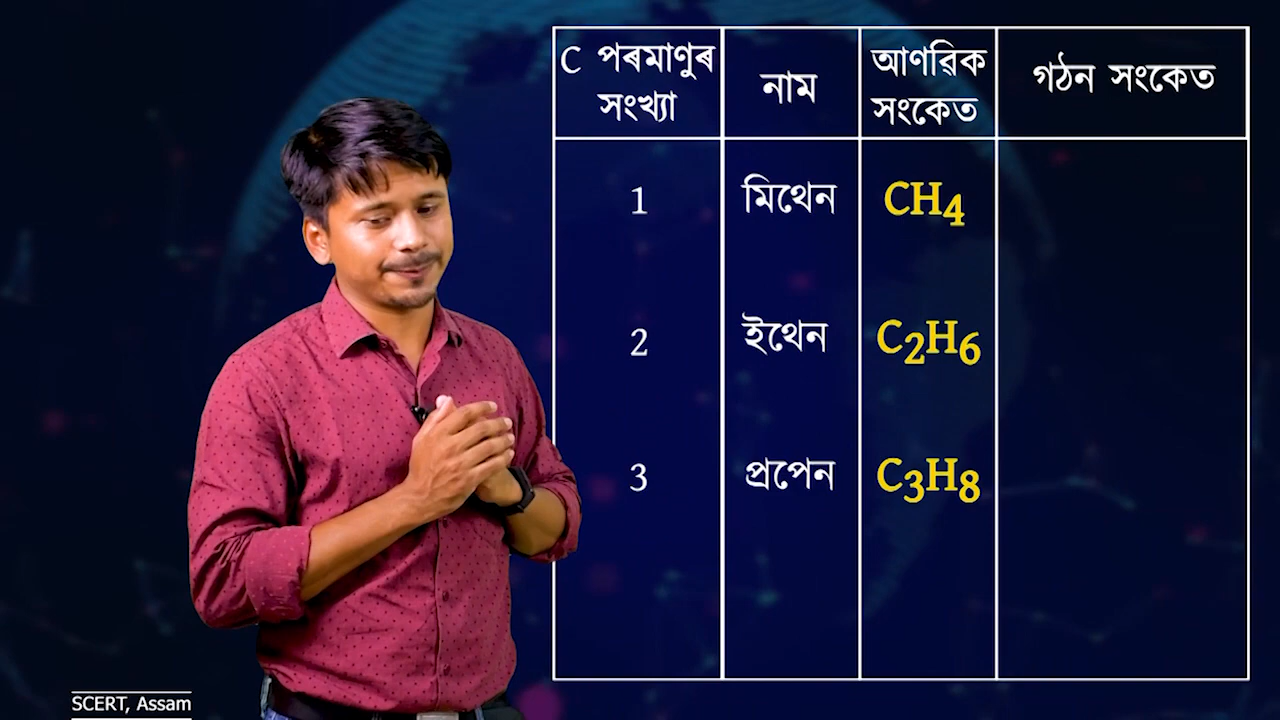 C পৰমাণুৰ সংখ্যা
নাম
আণৱিক সংকেত
গঠন সংকেত
1 মিথেন CH4
2 ইথেন C2H6
3 প্ৰপেন C3H8
SCERT, Assam